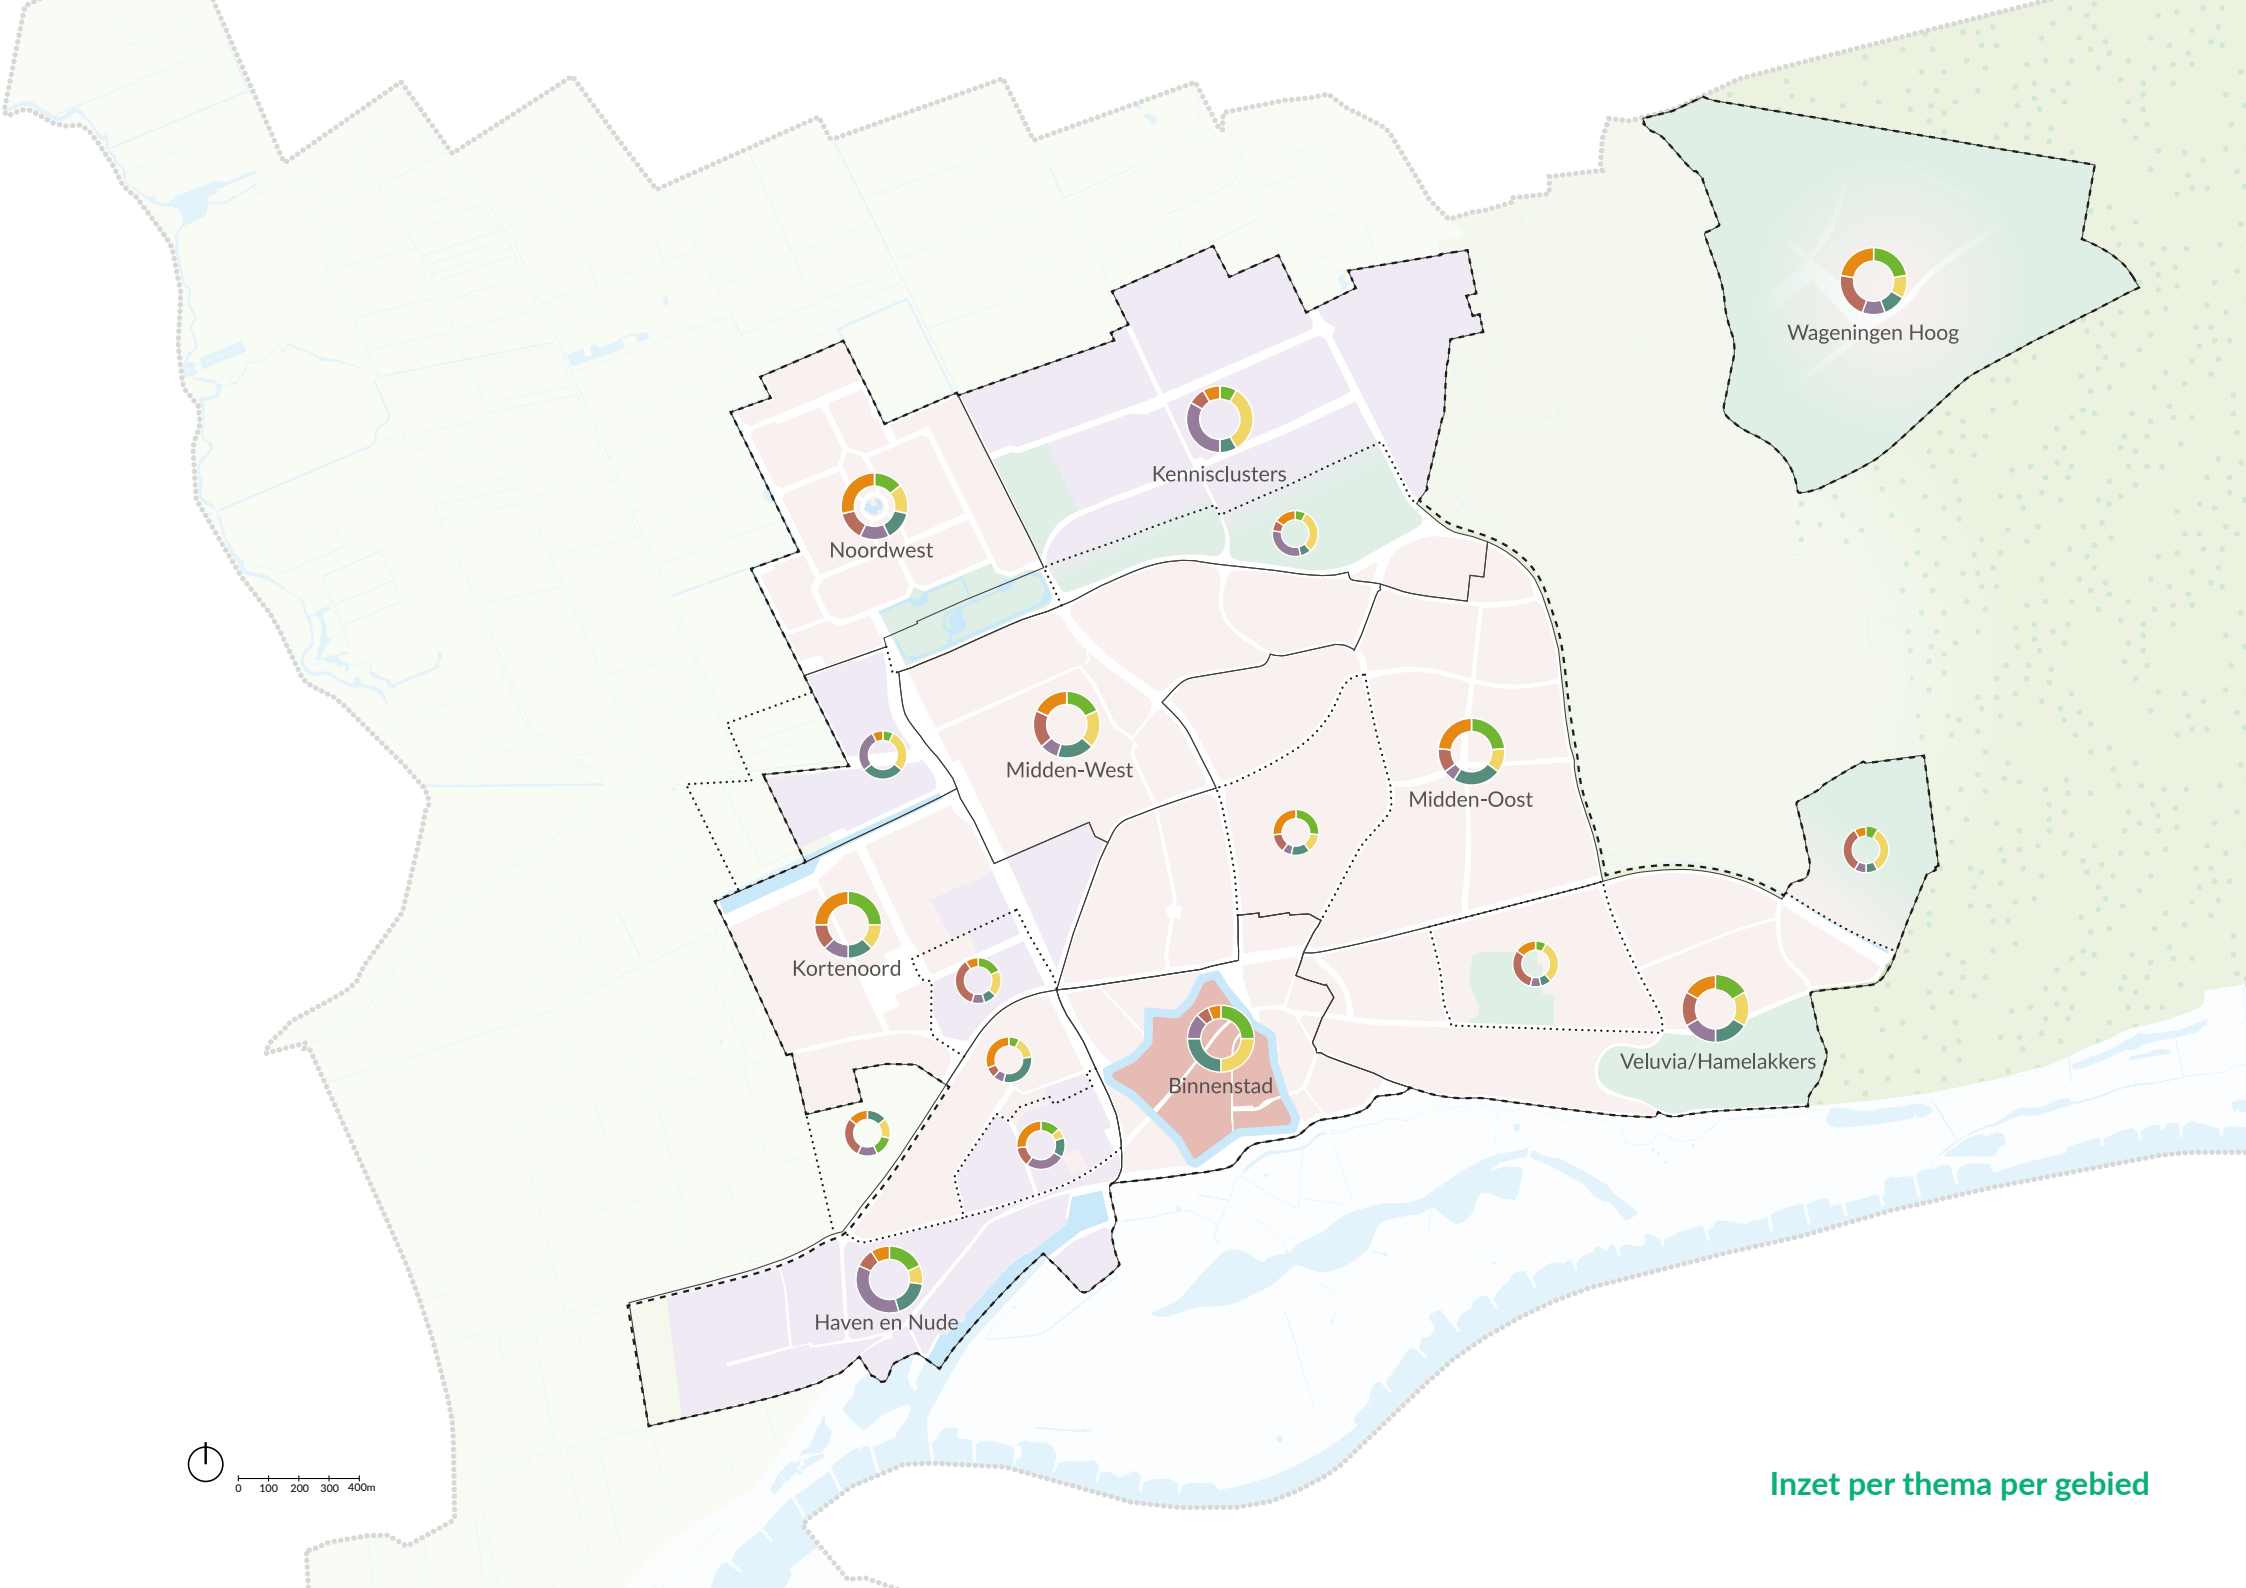 Wageningen Hoog
Kennisclusters
Noordwest
Midden-West
Midden-Oost
Kortenoord
Veluvia/Hamelakkers
Binnenstad
Haven en Nude
0 100 200 300 400m
Inzet per thema per gebied